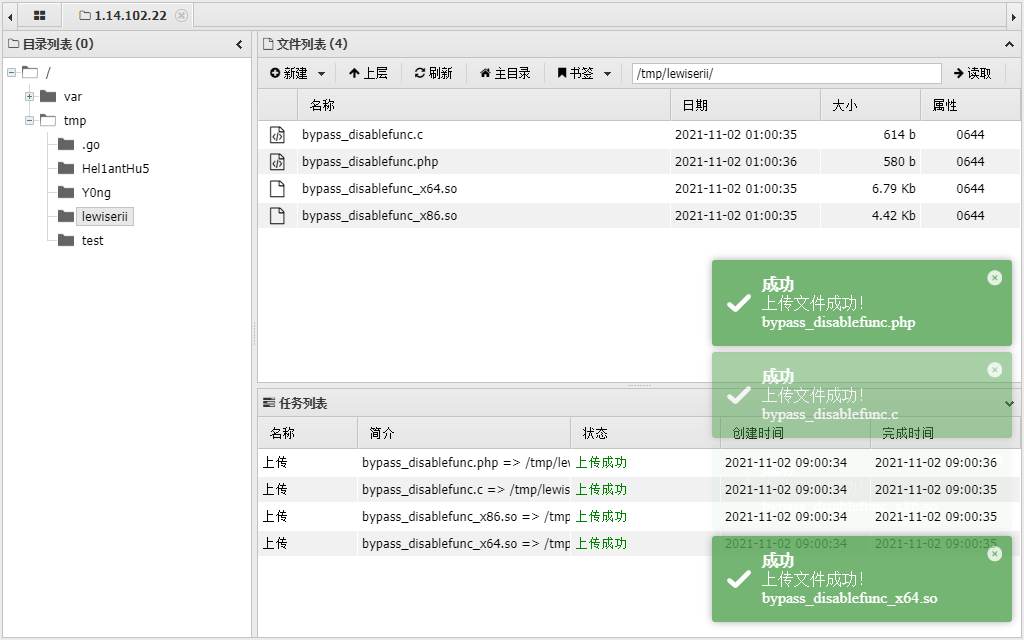 1.14.102.22
目录列表 (0)
/
var
tmp
.go
Hel1antHu5
Y0ng
lewiserii
test
文件列表 (4)
新建 上层 刷新 主目录 书签 /tmp/lewiserii/ 读取
名称 日期 大小 属性
bypass_disablefunc.c 2021-11-02 01:00:35 614 b 0644
bypass_disablefunc.php 2021-11-02 01:00:36 580 b 0644
bypass_disablefunc_x64.so 2021-11-02 01:00:35 6.79 Kb 0644
bypass_disablefunc_x86.so 2021-11-02 01:00:35 4.42 Kb 0644
成功
上传文件成功!
bypass_disablefunc.php
成功
上传文件成功!
bypass_disablefunc.c
任务列表
名称 简介 状态 创建时间 完成时间
上传 bypass_disablefunc.php => /tmp/lew 上传成功 2021-11-02 09:00:34 2021-11-02 09:00:36
上传 bypass_disablefunc.c => /tmp/lewis 上传成功 2021-11-02 09:00:34 2021-11-02 09:00:35
上传 bypass_disablefunc_x86.so => /tmp 上传成功 2021-11-02 09:00:34 2021-11-02 09:00:35
上传 bypass_disablefunc_x64.so => /tmp 上传成功 2021-11-02 09:00:34 2021-11-02 09:00:35
成功
上传文件成功!
bypass_disablefunc_x64.so